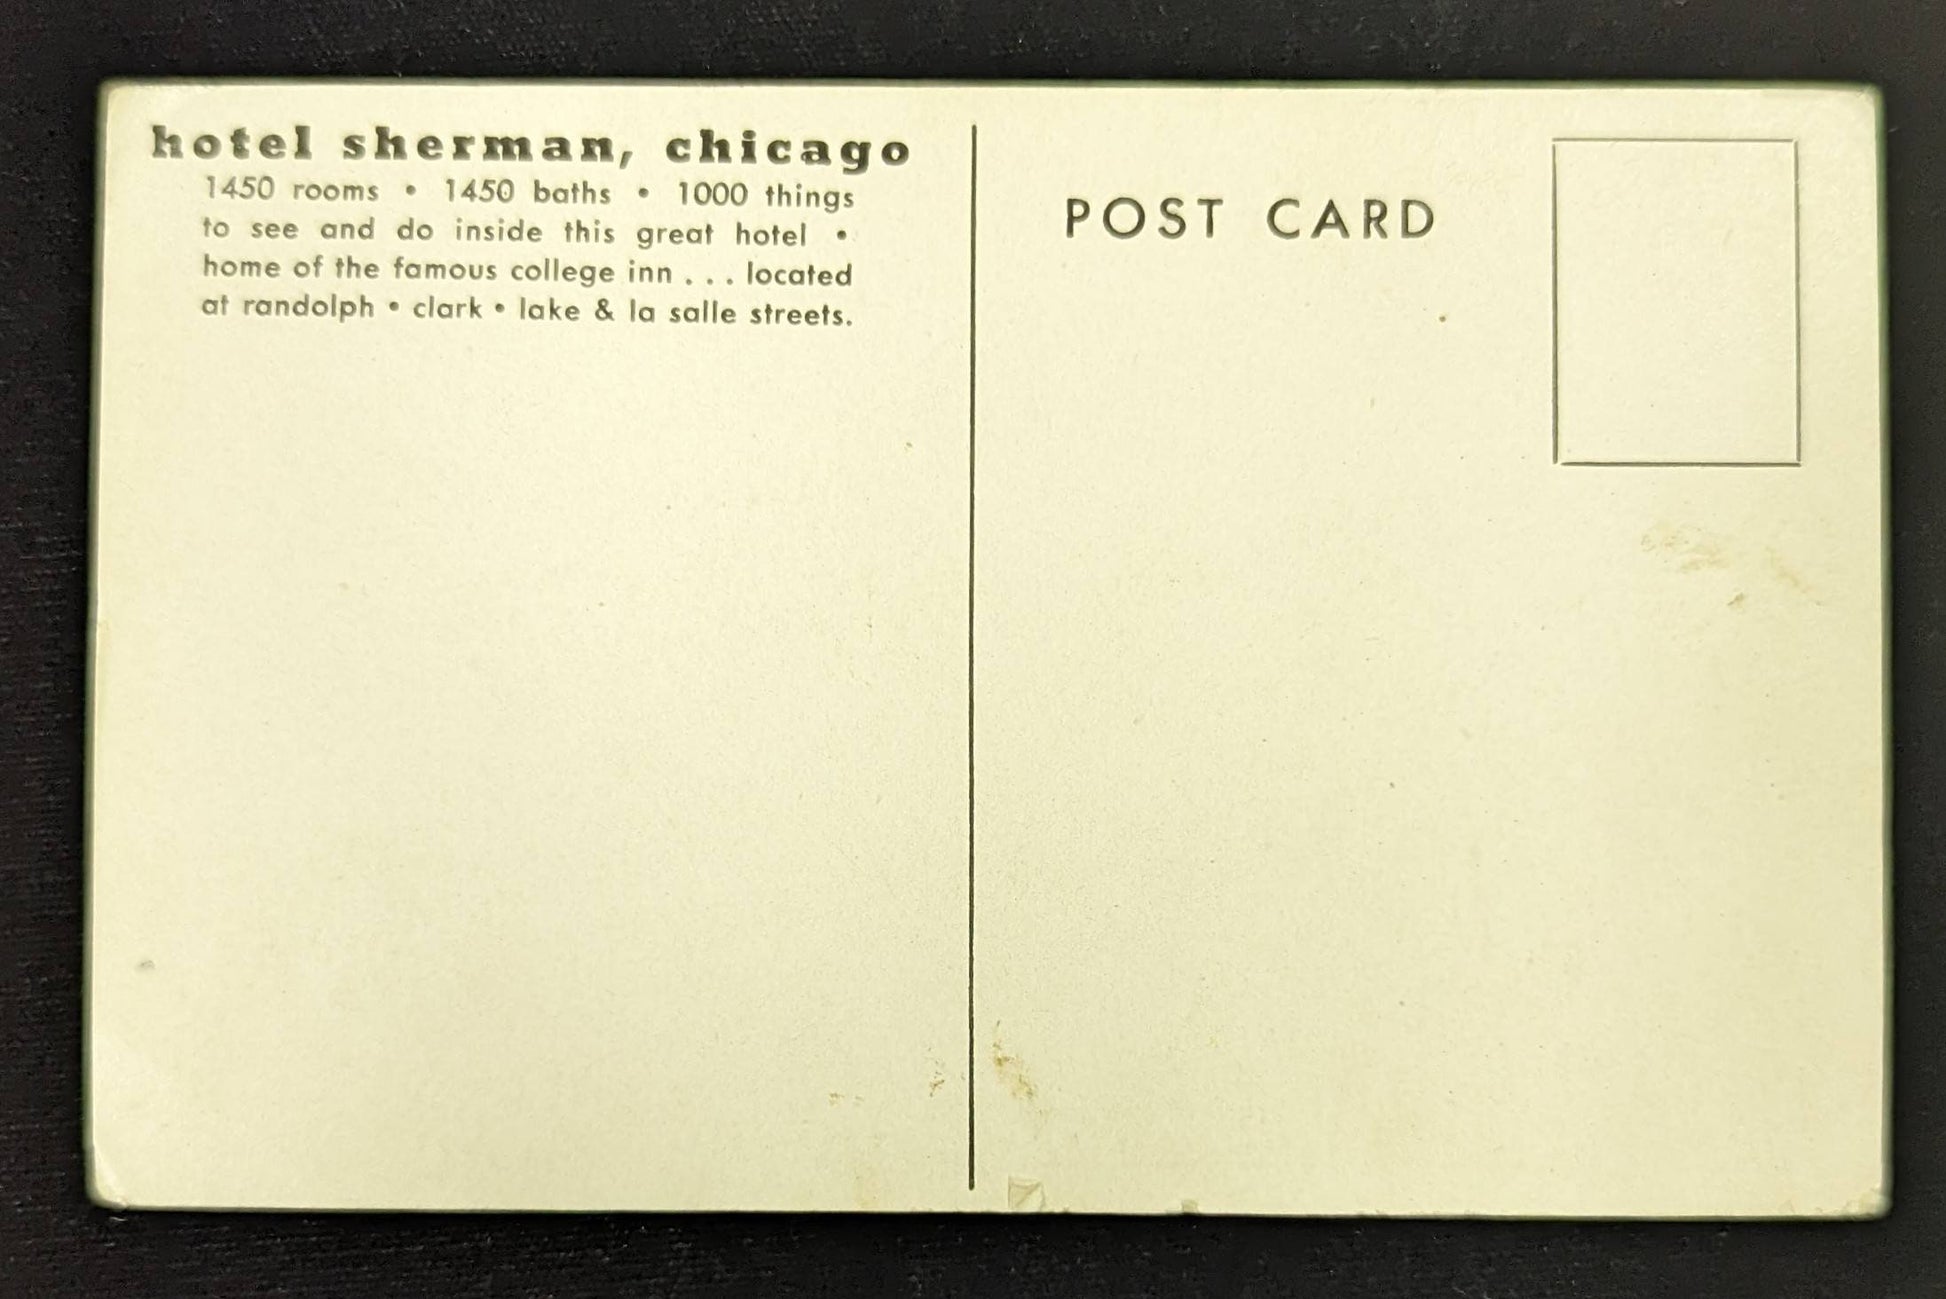 hotel sherman, chicago
1450 rooms • 1450 baths • 1000 things
to see and do inside this great hotel •
home of the famous college inn . . . located
at randolph • clark • lake & la salle streets.
POST CARD